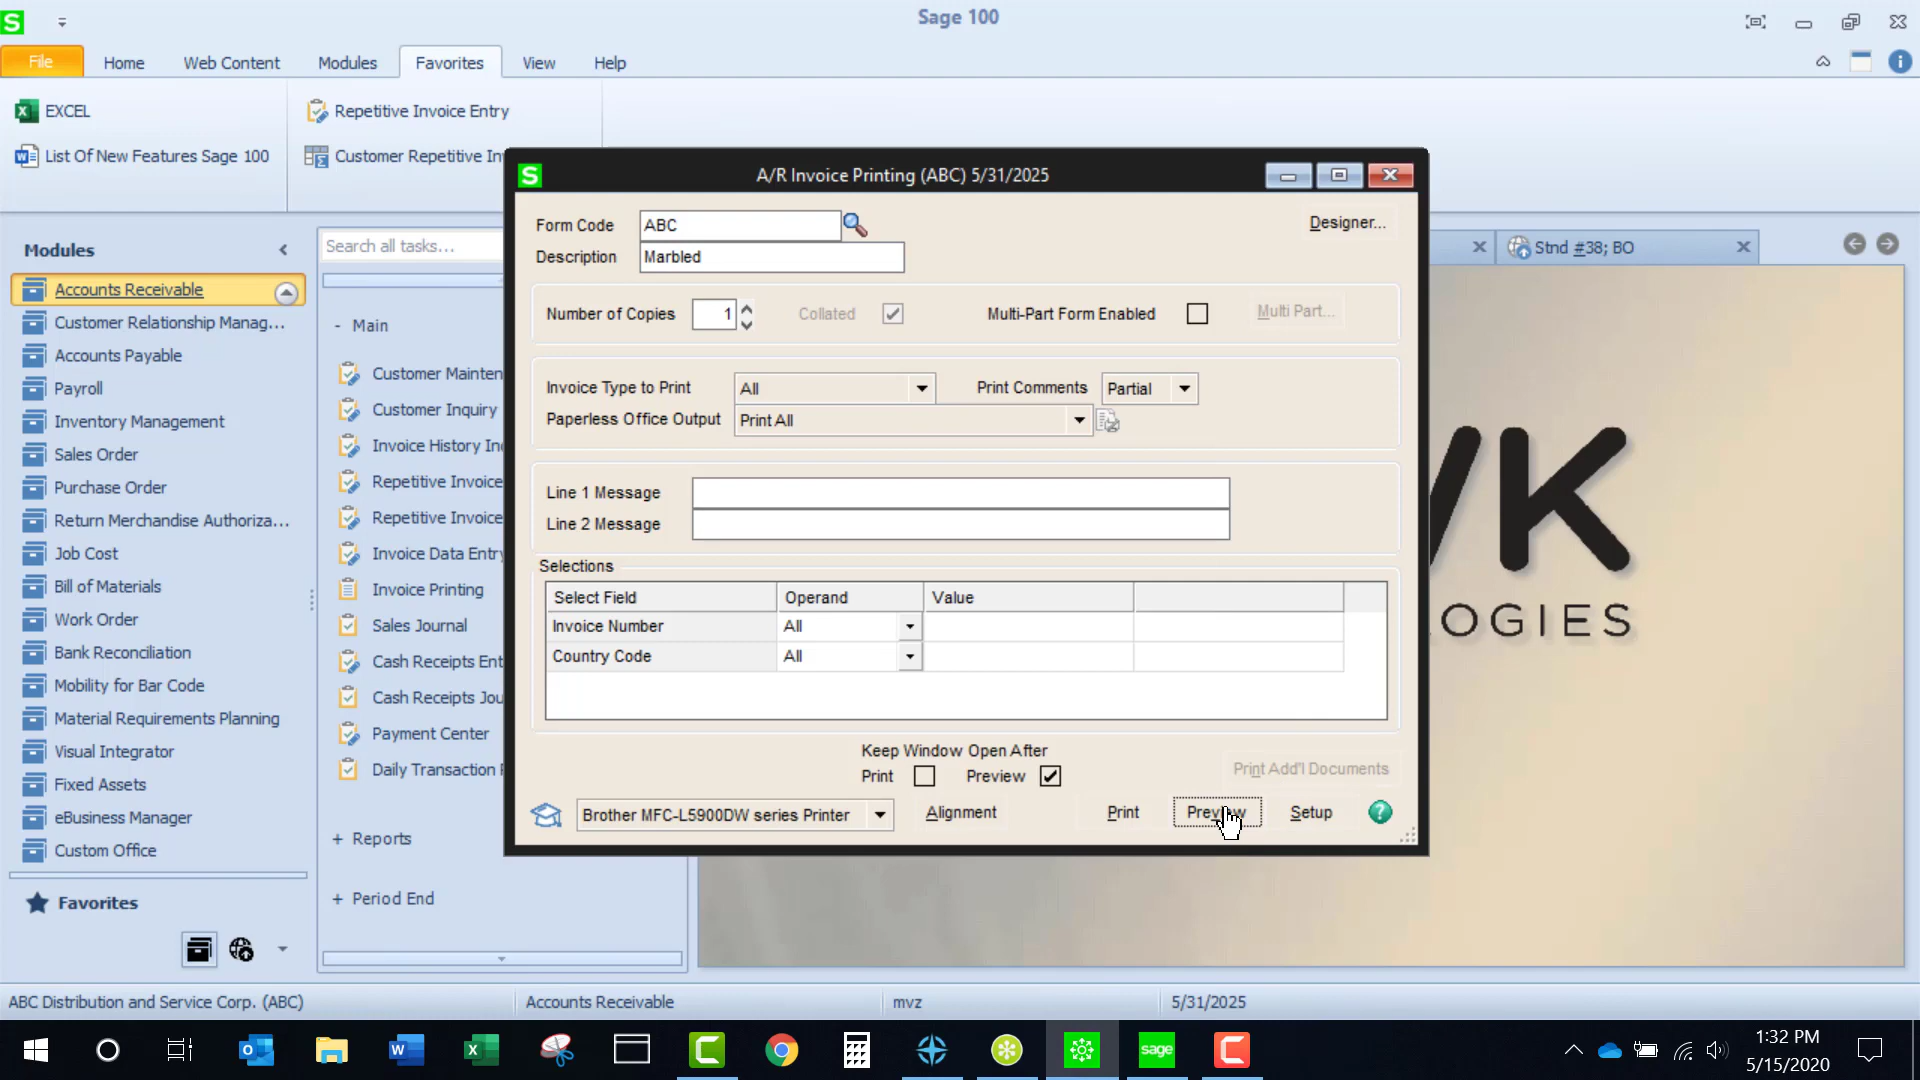 Sage 100
File
Home
Web Content
Modules
Favorites
View
Help
EXCEL
List Of New Features Sage 100
Repetitive Invoice Entry
Customer Repetitive In
A/R Invoice Printing (ABC) 5/31/2025
Form Code
ABC
Designer...
Description
Marbled
Number of Copies
1
Collated
Multi-Part Form Enabled
Multi Part...
Invoice Type to Print
All
Print Comments
Partial
Paperless Office Output
Print All
Line 1 Message
Line 2 Message
Selections
Select Field
Operand
Value
Invoice Number
All
Country Code
All
Keep Window Open After
Print
Preview
Print Add'l Documents
Brother MFC-L5900DW series Printer
Alignment
Print
Preview
Setup
Modules
Accounts Receivable
Customer Relationship Manag...
Accounts Payable
Payroll
Inventory Management
Sales Order
Purchase Order
Return Merchandise Authoriza...
Job Cost
Bill of Materials
Work Order
Bank Reconciliation
Mobility for Bar Code
Material Requirements Planning
Visual Integrator
Fixed Assets
eBusiness Manager
Custom Office
Favorites
Search all tasks...
- Main
Customer Mainten
Customer Inquiry
Invoice History In
Repetitive Invoice
Repetitive Invoice
Invoice Data Entry
Invoice Printing
Sales Journal
Cash Receipts Ent
Cash Receipts Jou
Payment Center
Daily Transaction
+ Reports
+ Period End
Stnd #38; BO
K
OGIES
ABC Distribution and Service Corp. (ABC)
Accounts Receivable
mvz
5/31/2025
sage
1:32 PM
5/15/2020